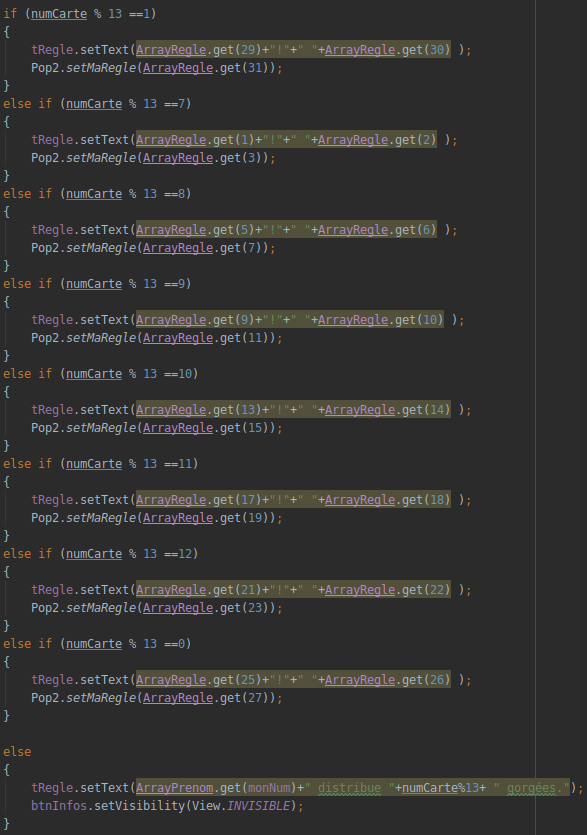 if (numCarte % 13 ==1)
{
    tRegle.setText(ArrayRegle.get(29)+"!"+" "+ArrayRegle.get(30) );
    Pop2.setMaRegle(ArrayRegle.get(31));
}
else if (numCarte % 13 ==7)
{
    tRegle.setText(ArrayRegle.get(1)+"!"+" "+ArrayRegle.get(2) );
    Pop2.setMaRegle(ArrayRegle.get(3));
}
else if (numCarte % 13 ==8)
{
    tRegle.setText(ArrayRegle.get(5)+"!"+" "+ArrayRegle.get(6) );
    Pop2.setMaRegle(ArrayRegle.get(7));
}
else if (numCarte % 13 ==9)
{
    tRegle.setText(ArrayRegle.get(9)+"!"+" "+ArrayRegle.get(10) );
    Pop2.setMaRegle(ArrayRegle.get(11));
}
else if (numCarte % 13 ==10)
{
    tRegle.setText(ArrayRegle.get(13)+"!"+" "+ArrayRegle.get(14) );
    Pop2.setMaRegle(ArrayRegle.get(15));
}
else if (numCarte % 13 ==11)
{
    tRegle.setText(ArrayRegle.get(17)+"!"+" "+ArrayRegle.get(18) );
    Pop2.setMaRegle(ArrayRegle.get(19));
}
else if (numCarte % 13 ==12)
{
    tRegle.setText(ArrayRegle.get(21)+"!"+" "+ArrayRegle.get(22) );
    Pop2.setMaRegle(ArrayRegle.get(23));
}
else if (numCarte % 13 ==0)
{
    tRegle.setText(ArrayRegle.get(25)+"!"+" "+ArrayRegle.get(26) );
    Pop2.setMaRegle(ArrayRegle.get(27));
}

else
{
    tRegle.setText(ArrayPrenom.get(monNum)+" distribue "+numCarte%13+ " gorgées.");
    btnInfos.setVisibility(View.INVISIBLE);
}